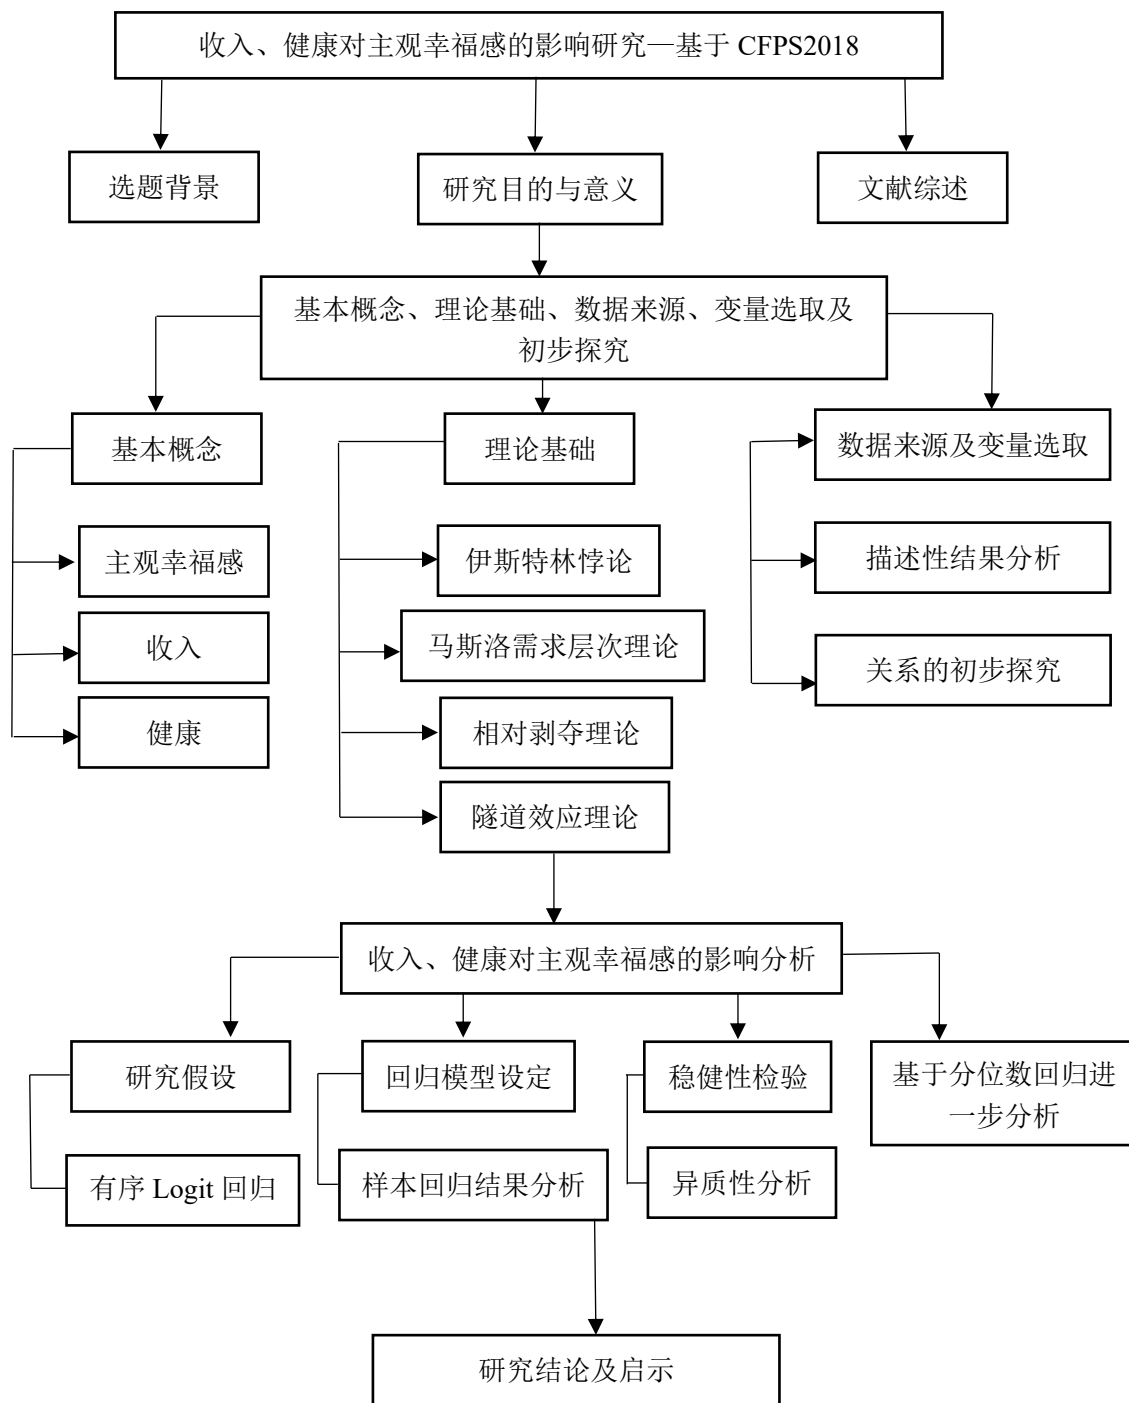 收入、健康对主观幸福感的影响研究—基于 CFPS2018
选题背景
研究目的与意义
文献综述
基本概念、理论基础、数据来源、变量选取及
初步探究
基本概念
理论基础
数据来源及变量选取
主观幸福感
伊斯特林悖论
描述性结果分析
收入
马斯洛需求层次理论
关系的初步探究
健康
相对剥夺理论
隧道效应理论
收入、健康对主观幸福感的影响分析
研究假设
回归模型设定
稳健性检验
基于分位数回归进
一步分析
有序 Logit 回归
样本回归结果分析
异质性分析
研究结论及启示